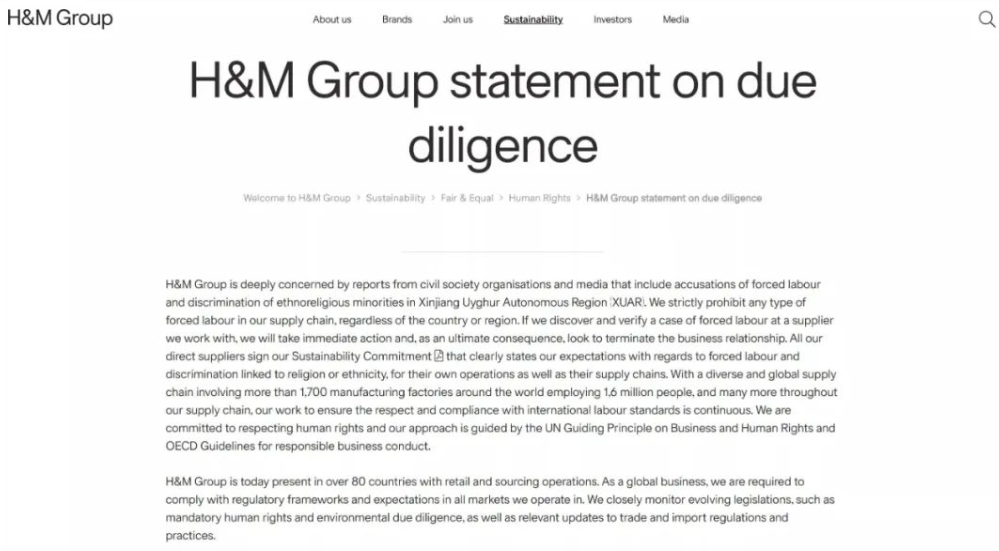 H&M Group
About us Brands Join us Sustainability Investors Media
H&M Group statement on due
diligence
Welcome to H&M Group > Sustainability > Fair & Equal > Human Rights > H&M Group statement on due diligence
H&M Group is deeply concerned by reports from civil society organisations and media that include accusations of forced labour
and discrimination of ethnoreligious minorities in Xinjiang Uyghur Autonomous Region (XUAR). We strictly prohibit any type of
forced labour in our supply chain, regardless of the country or region. If we discover and verify a case of forced labour at a supplier
we work with, we will take immediate action and, as an ultimate consequence, look to terminate the business relationship. All our
direct suppliers sign our Sustainability Commitment that clearly states our expectations with regards to forced labour and
discrimination linked to religion or ethnicity, for their own operations as well as their supply chains. With a diverse and global supply
chain involving more than 1,700 manufacturing factories around the world employing 1,6 million people, and many more throughout
our supply chain, our work to ensure the respect and compliance with international labour standards is continuous. We are
committed to respecting human rights and our approach is guided by the UN Guiding Principle on Business and Human Rights and
OECD Guidelines for responsible business conduct.
H&M Group is today present in over 80 countries with retail and sourcing operations. As a global business, we are required to
comply with regulatory frameworks and expectations in all markets we operate in. We closely monitor evolving legislations, such as
mandatory human rights and environmental due diligence, as well as relevant updates to trade and import regulations and
practices.